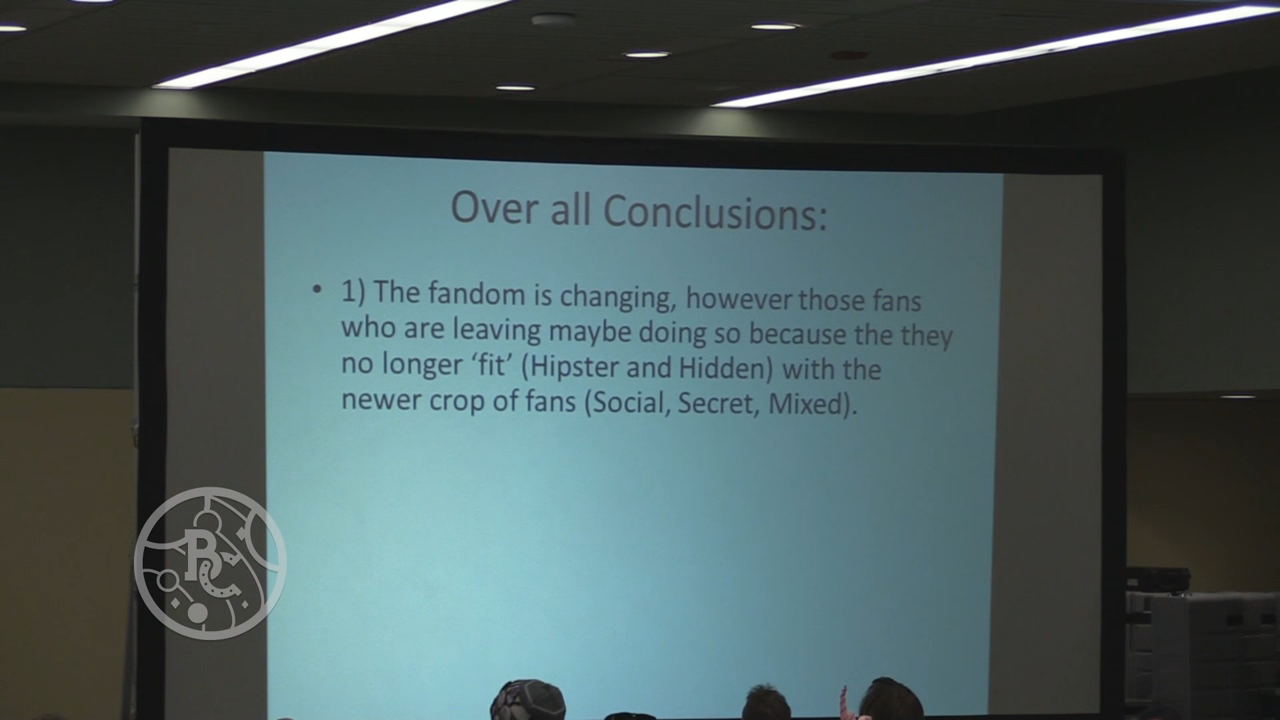 Over all Conclusions:
• 1) The fandom is changing, however those fans
who are leaving maybe doing so because the they
no longer ‘fit’ (Hipster and Hidden) with the
newer crop of fans (Social, Secret, Mixed).
BC